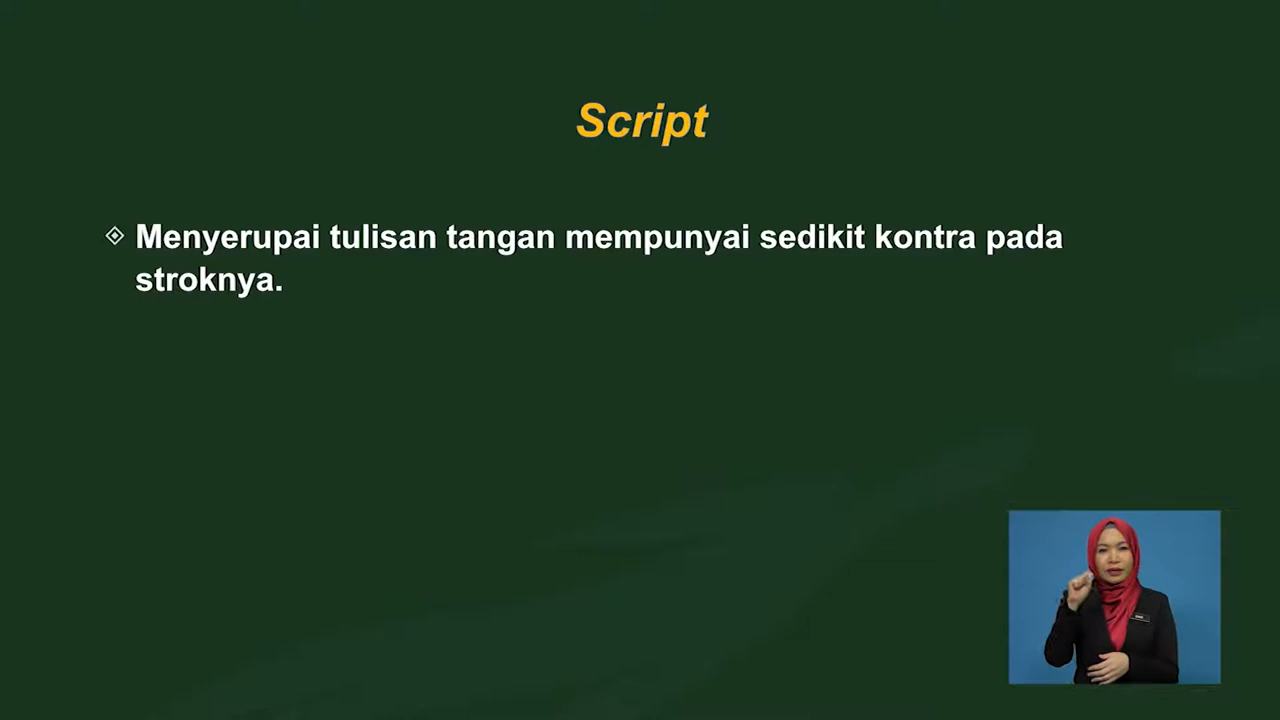 Script
Menyerupai tulisan tangan mempunyai sedikit kontra pada
stroknya.